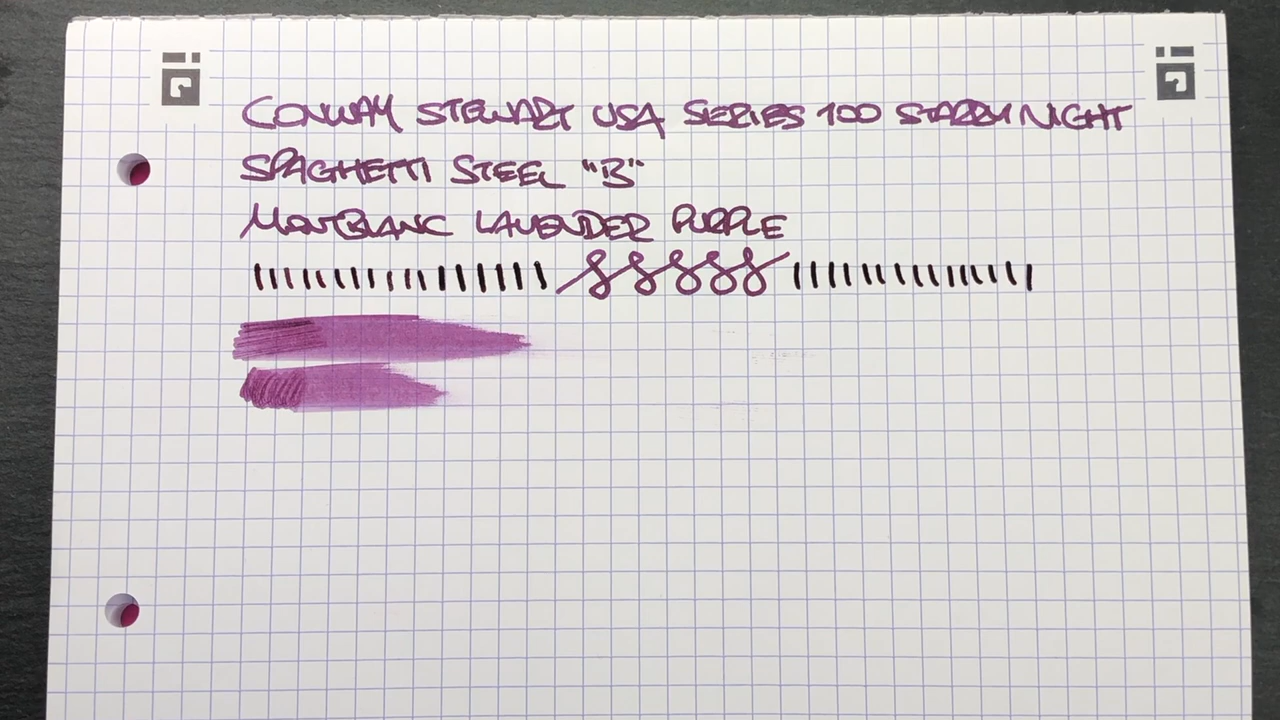 CONWAY STEWART USA SERIES 100 STARRY NIGHT
SPAGHETTI STEEL "B"
MONTBLANC LAVENDER PURPLE